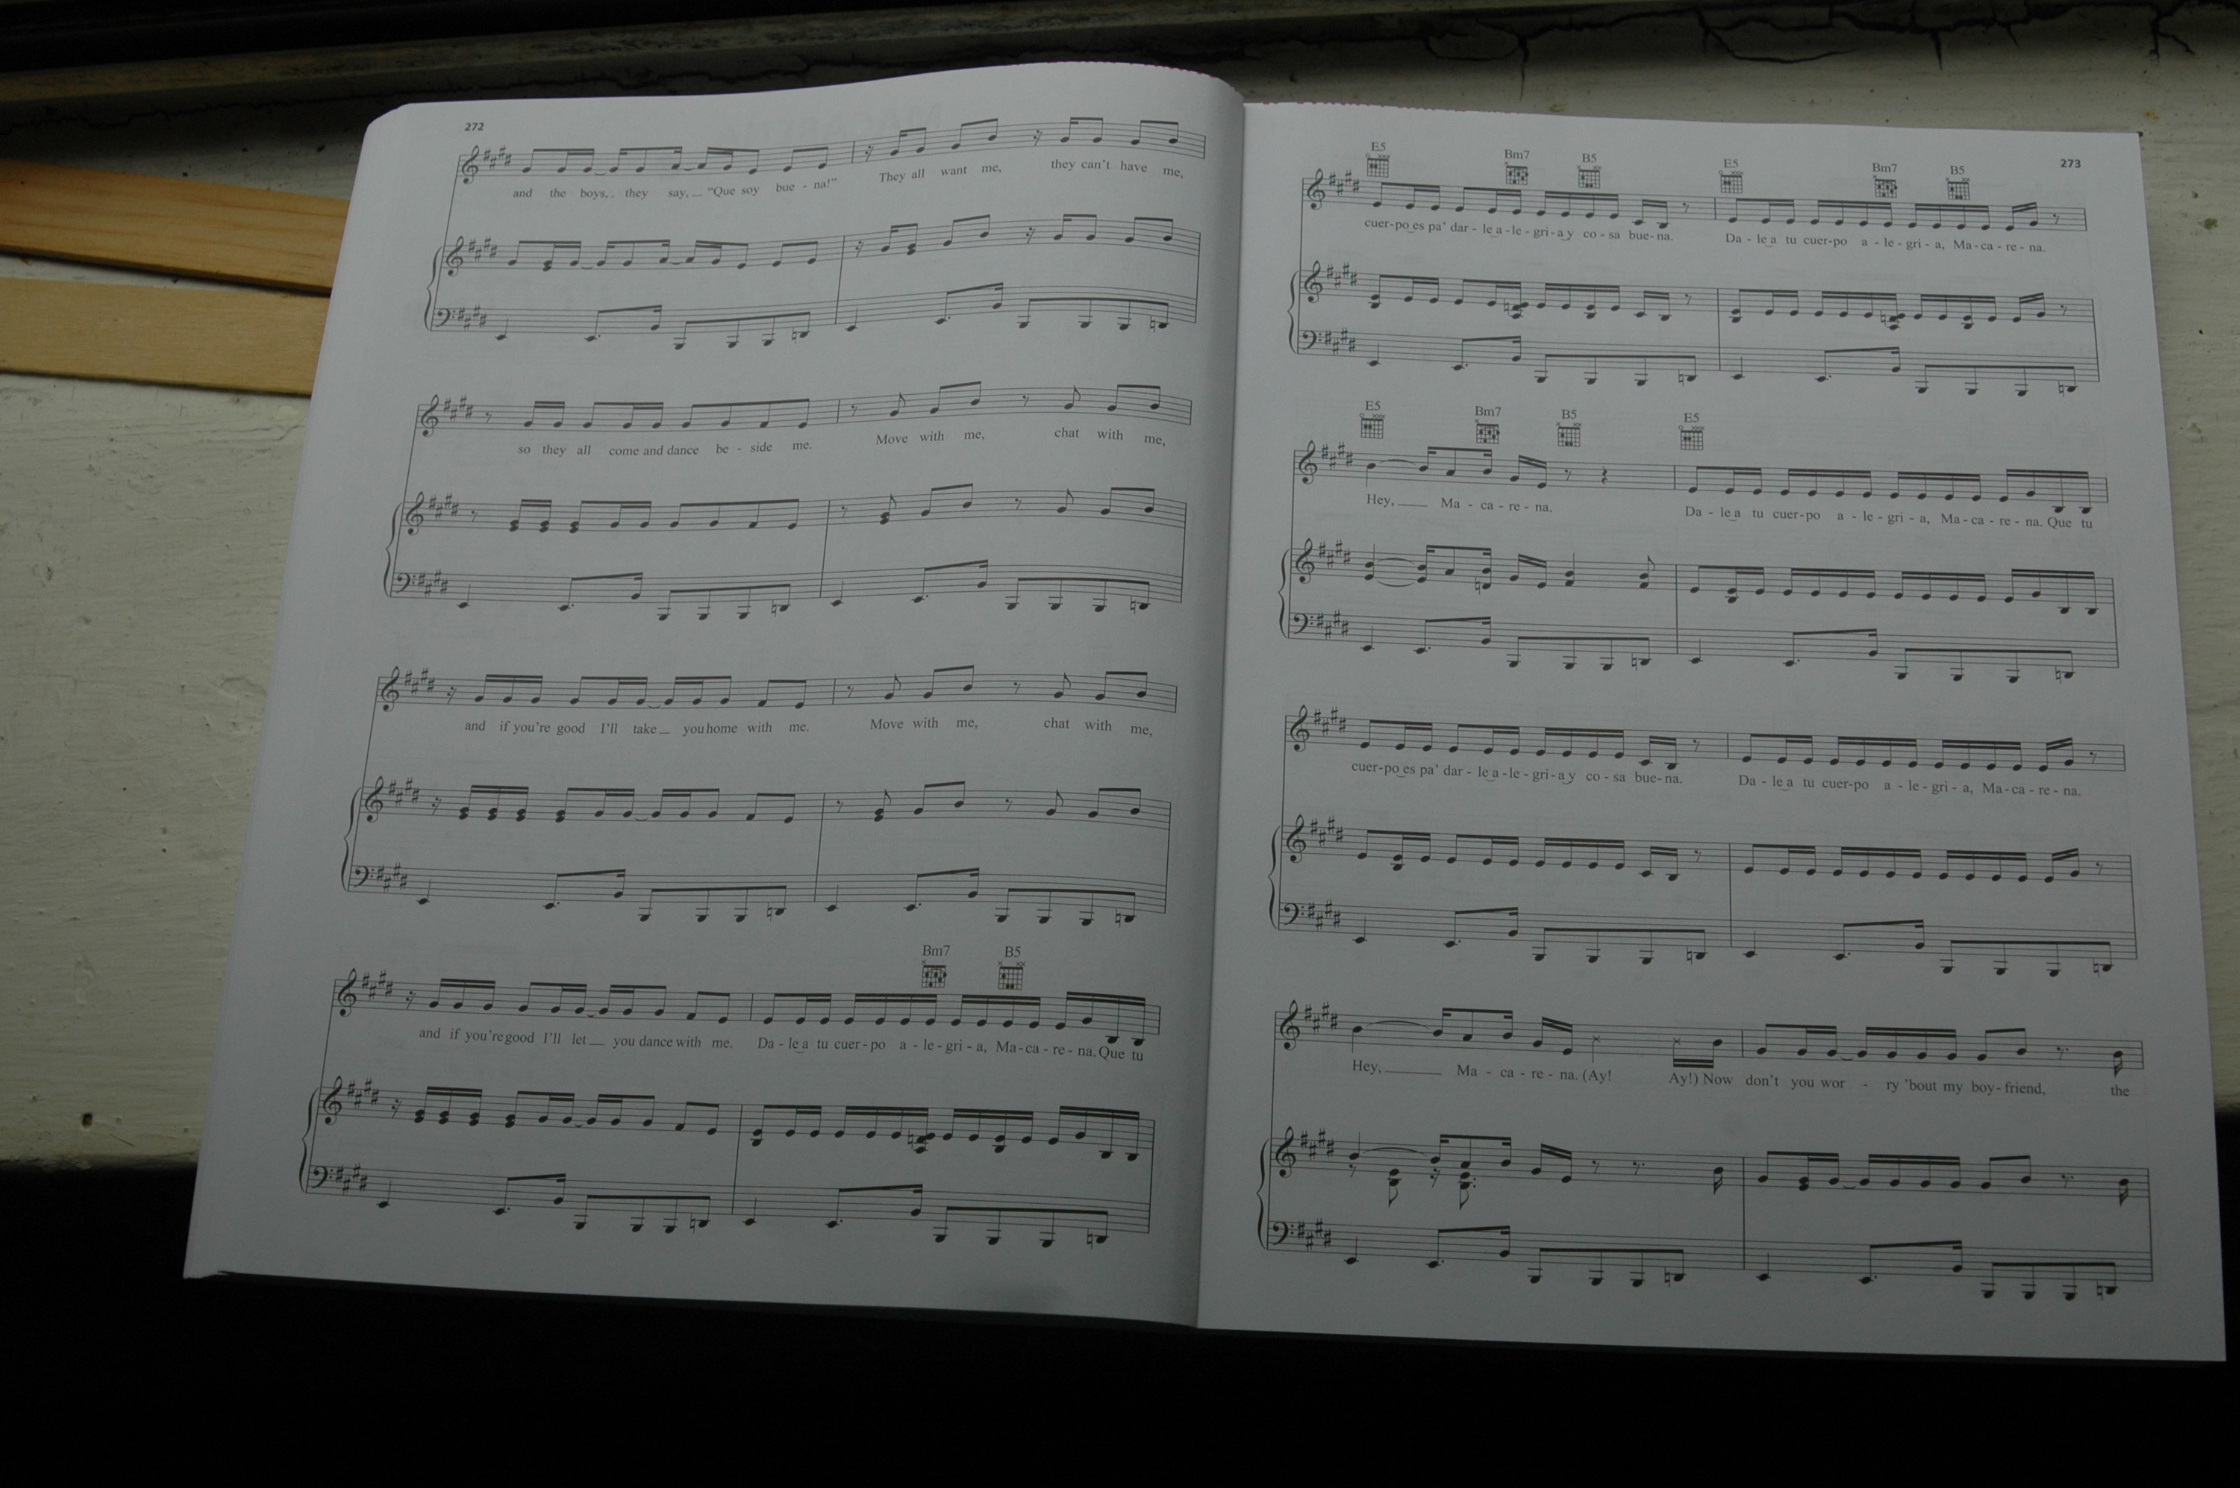 272
and the boys, they say, "Que soy bue - na!" They all want me, they can't have me,
so they all come and dance be - side me. Move with me, chat with me,
and if you're good I'll take you home with me. Move with me, chat with me,
Bm7 B5
and if you're good I'll let you dance with me. Da - le a tu cuer - po a - le - gri - a, Ma - ca - re - na. Que tu
273
E5 Bm7 B5 E5 Bm7 B5
cuer - po es pa' dar - le a - le - gri - a y co - sa bue - na. Da - le a tu cuer - po a - le - gri - a, Ma - ca - re - na.
E5 Bm7 B5 E5
Hey, Ma - ca - re - na. Da - le a tu cuer - po a - le - gri - a, Ma - ca - re - na. Que tu
cuer - po es pa' dar - le a - le - gri - a y co - sa bue - na. Da - le a tu cuer - po a - le - gri - a, Ma - ca - re - na.
Hey, Ma - ca - re - na. (Ay! Ay!) Now don't you wor - ry 'bout my boy - friend, the